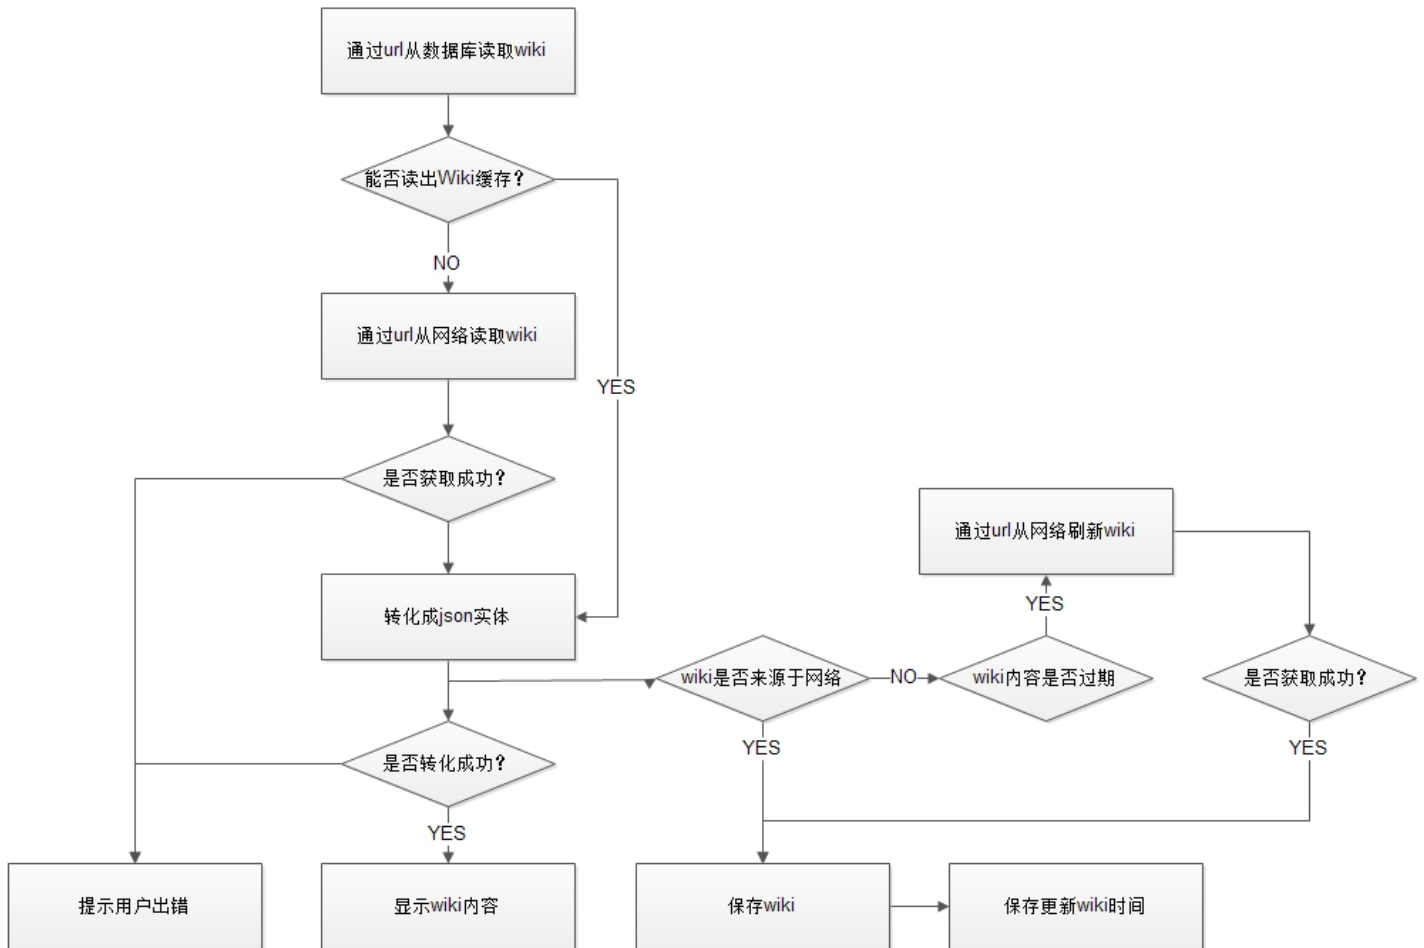 通过url从数据库读取wiki
能否读出Wiki缓存？
NO
通过url从网络读取wiki
YES
是否获取成功？
通过url从网络刷新wiki
YES
转化成json实体
wiki是否来源于网络
NO
wiki内容是否过期
是否获取成功？
YES
YES
是否转化成功？
YES
提示用户出错
显示wiki内容
保存wiki
保存更新wiki时间